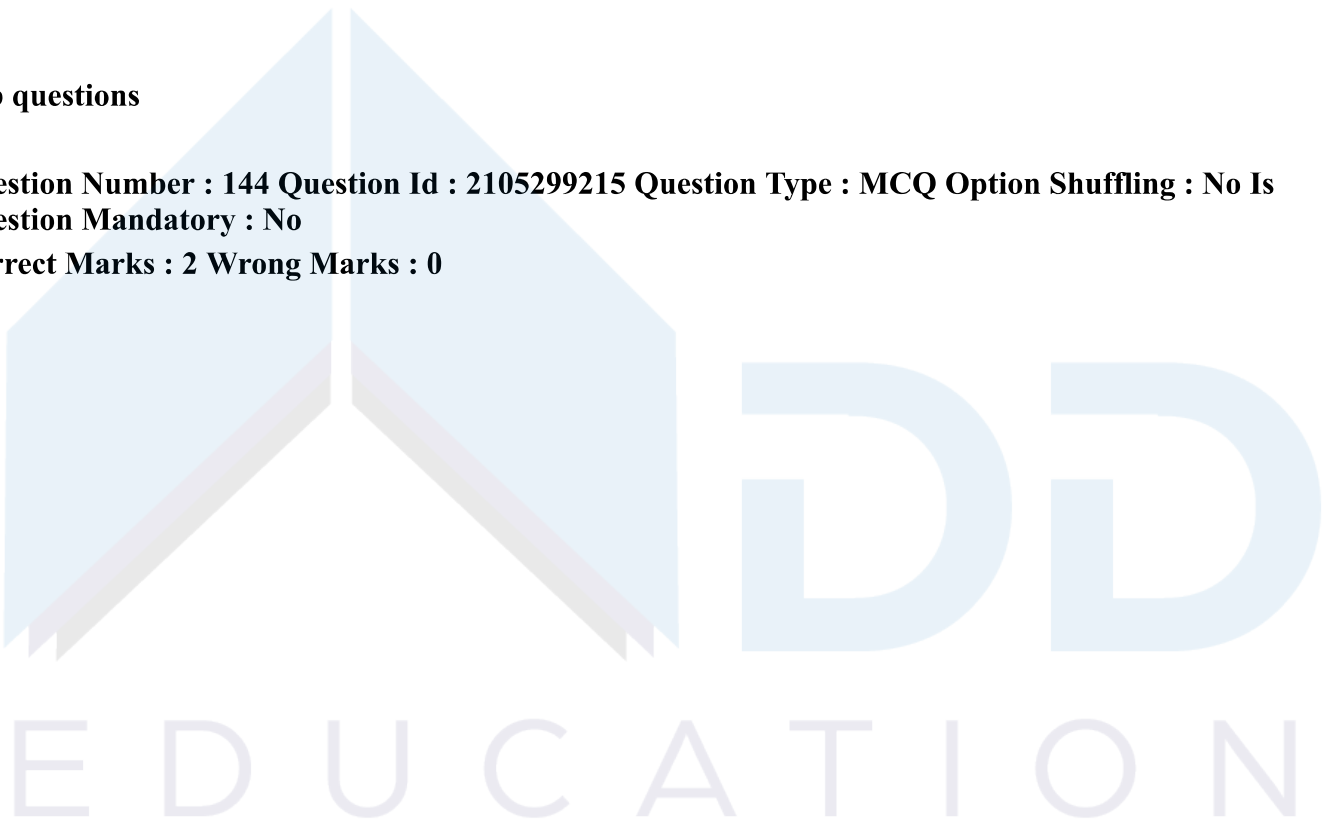 questions
estion Number : 144 Question Id : 2105299215 Question Type : MCQ Option Shuffling : No Is
estion Mandatory : No
rrect Marks : 2 Wrong Marks : 0
DD
EDUCATION